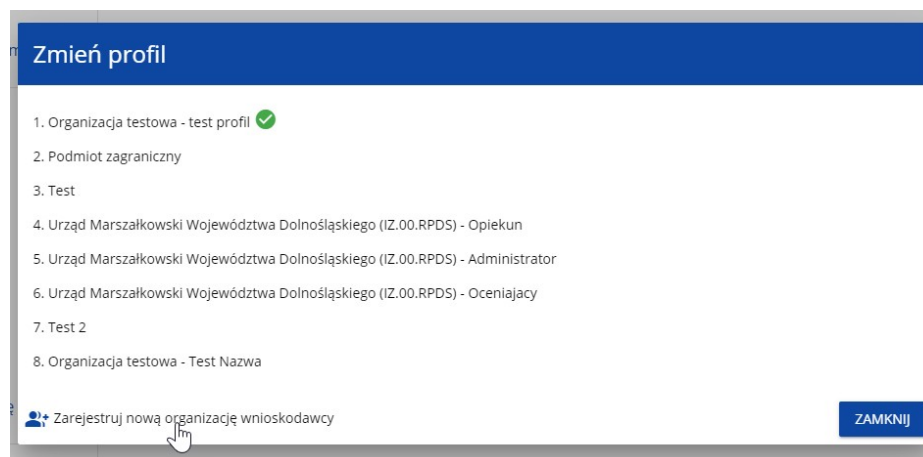 Zmień profil
1. Organizacja testowa - test profil
2. Podmiot zagraniczny
3. Test
4. Urząd Marszałkowski Województwa Dolnośląskiego (IZ.00.RPDS) - Opiekun
5. Urząd Marszałkowski Województwa Dolnośląskiego (IZ.00.RPDS) - Administrator
6. Urząd Marszałkowski Województwa Dolnośląskiego (IZ.00.RPDS) - Oceniajacy
7. Test 2
8. Organizacja testowa - Test Nazwa
Zarejestruj nową organizację wnioskodawcy
ZAMKNIJ